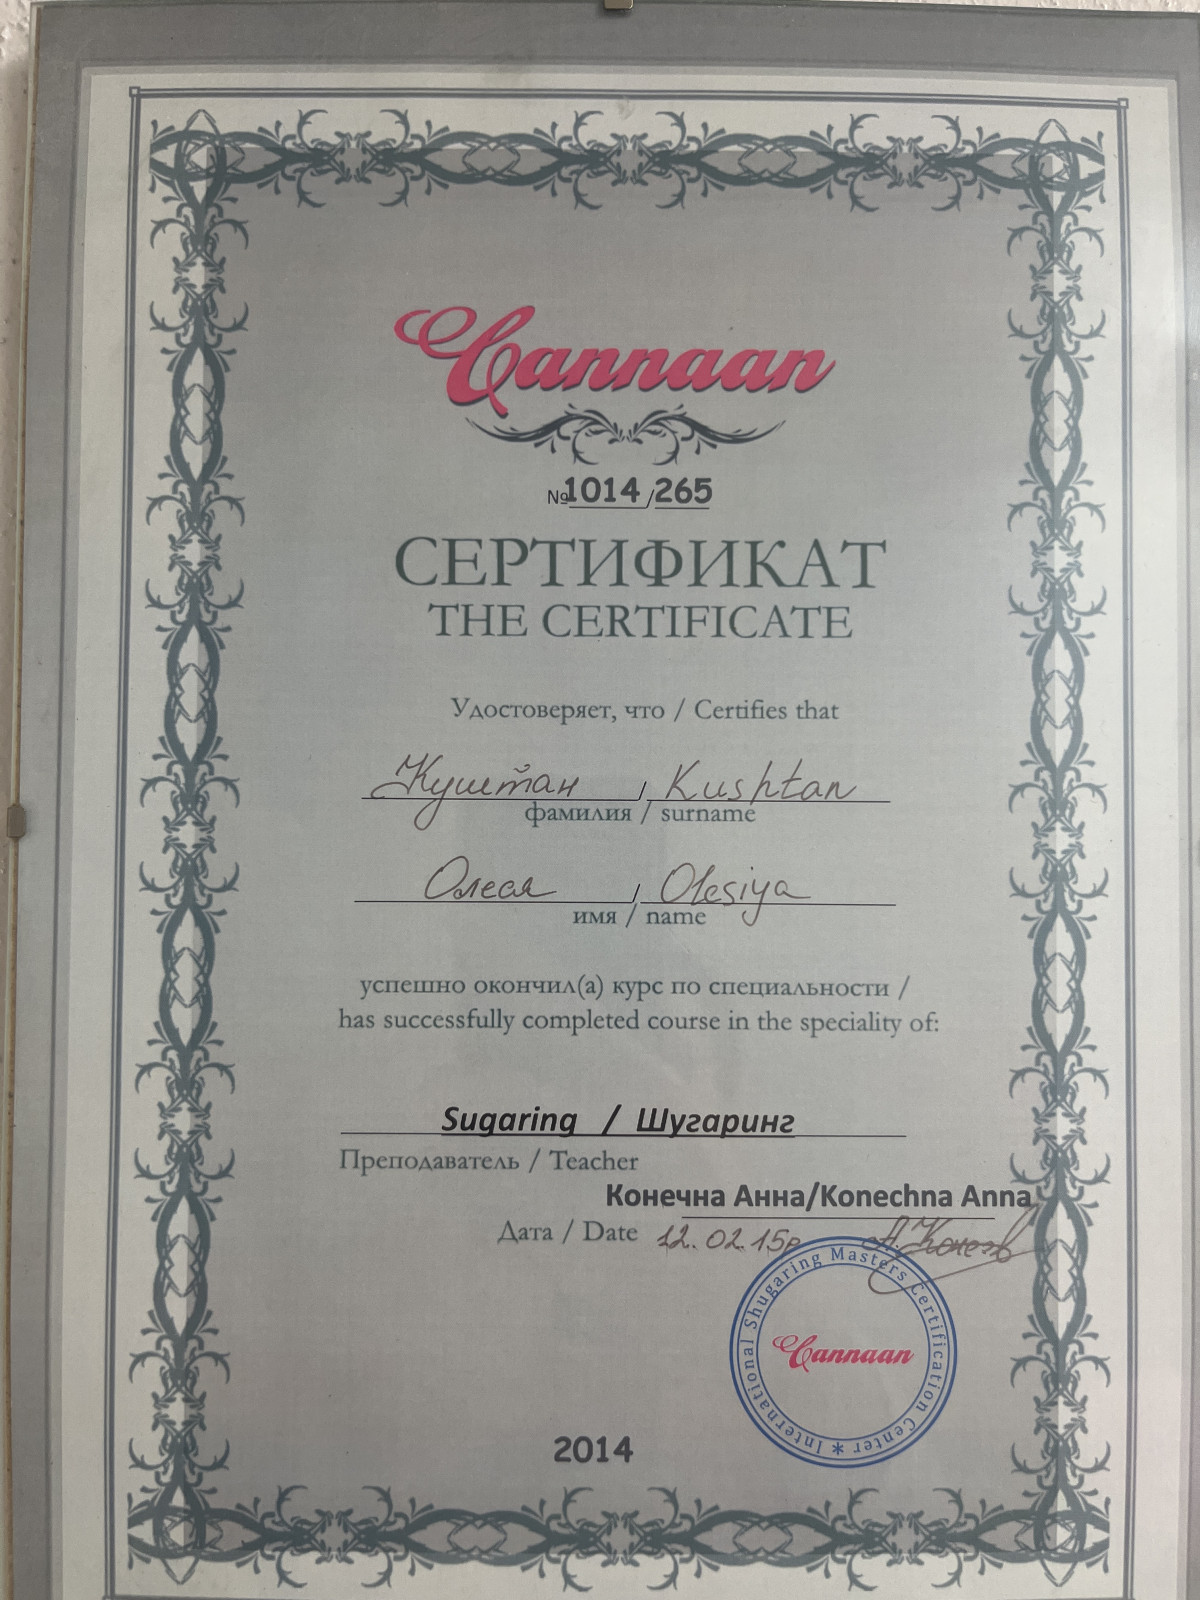 Cannaan
№1014/265
СЕРТИФИКАТ
THE CERTIFICATE
Удостоверяет, что / Certifies that
Куштан / Kushtan
фамилия / surname
Олеся / Olesiya
имя / name
успешно окончил(а) курс по специальности /
has successfully completed course in the speciality of:
Sugaring / Шугаринг
Преподаватель / Teacher
Конечна Анна/Konechna Anna
Дата / Date 12.02.15р
International Shugaring Masters Certification Center *
Cannaan
2014